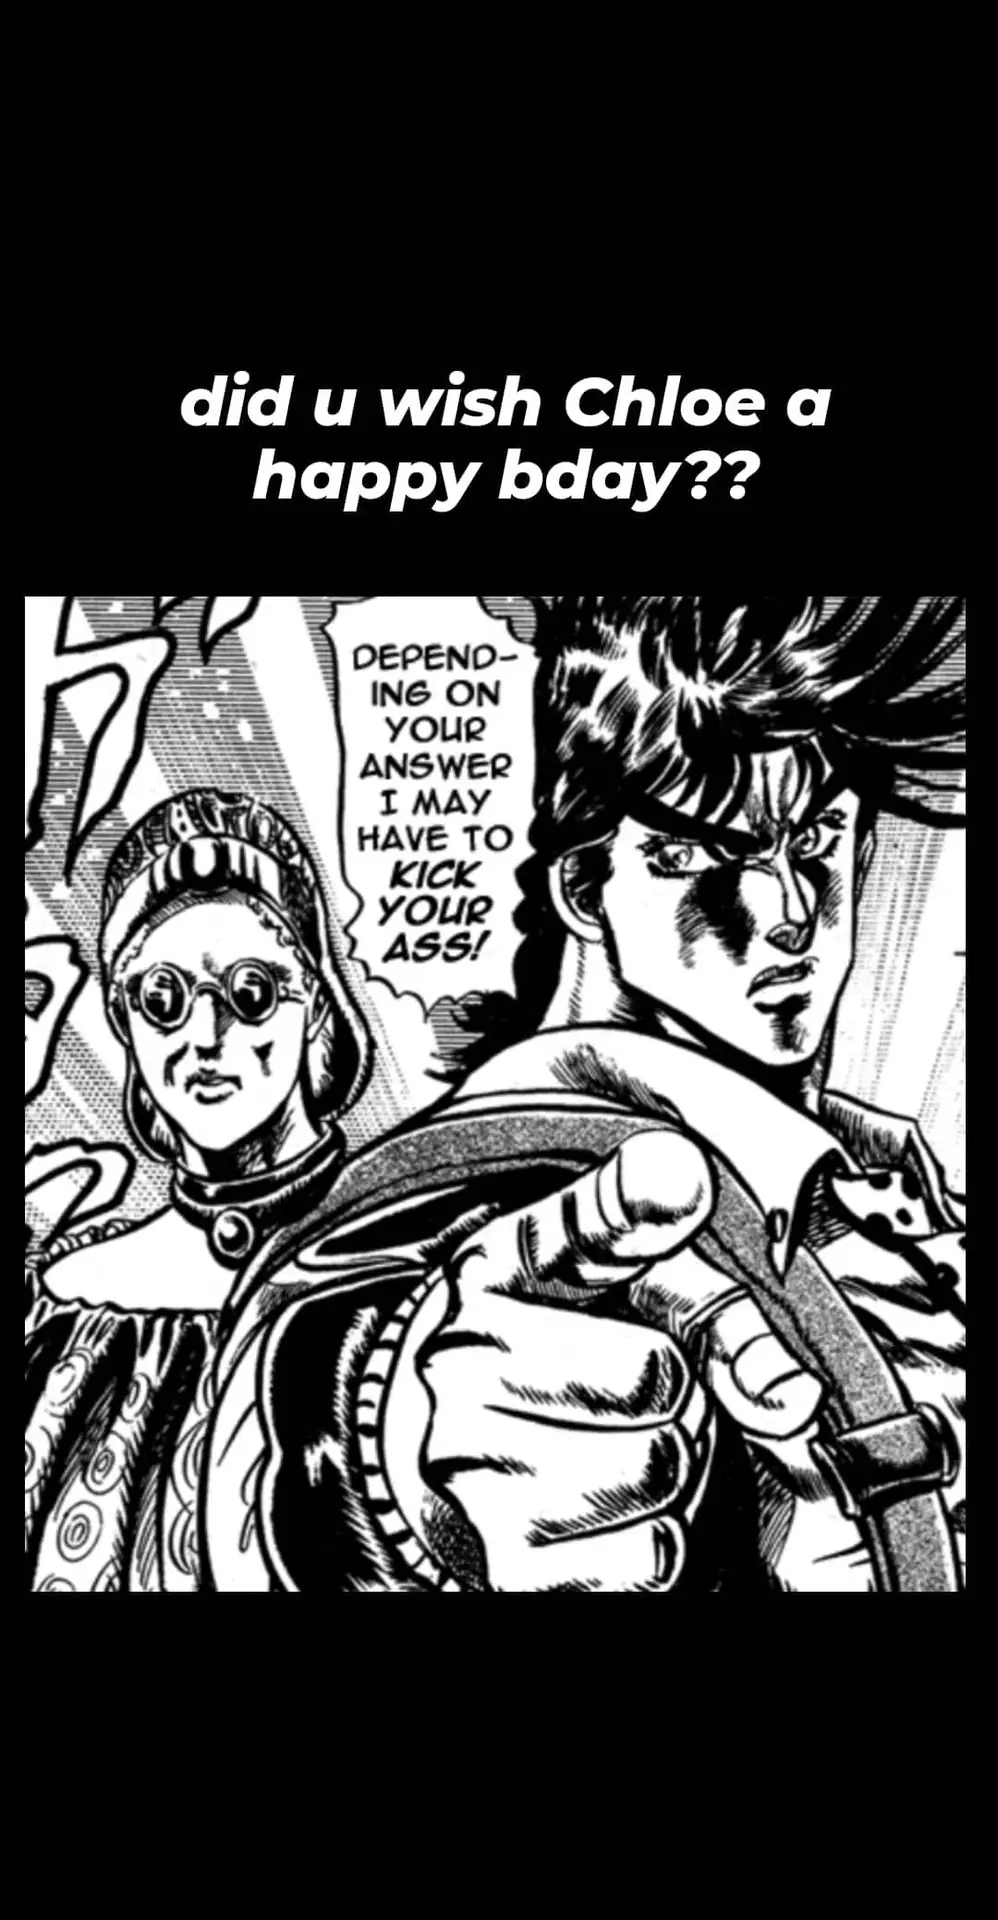 did u wish Chloe a
happy bday??
DEPEND-
ING ON
YOUR
ANSWER
I MAY
HAVE TO
KICK
YOUR
ASS!